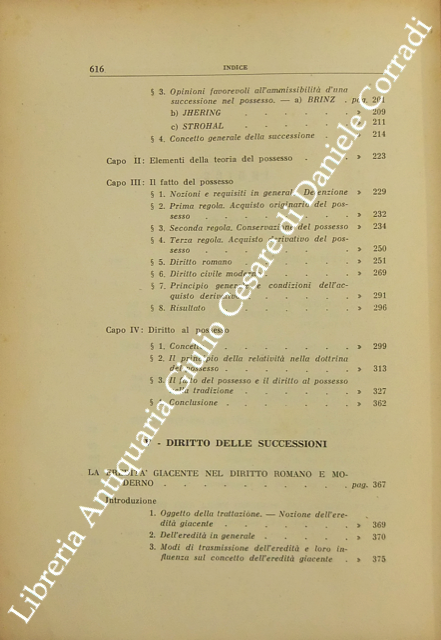 616 INDICE
§ 3. Opinioni favorevoli all'ammissibilità d'una
successione nel possesso. — a) BRINZ . pag. 201
b) JHERING . . . . . . » 209
c) STROHAL . . . . . . » 211
§ 4. Concetto generale della successione . . » 214
Capo II: Elementi della teoria del possesso . . . » 223
Capo III: Il fatto del possesso
§ 1. Nozioni e requisiti in generale. Detenzione » 229
§ 2. Prima regola. Acquisto originario del pos-
sesso . . . . . . . » 232
§ 3. Seconda regola. Conservazione del possesso » 234
§ 4. Terza regola. Acquisto derivativo del pos-
sesso . . . . . . . » 250
§ 5. Diritto romano . . . . . » 251
§ 6. Diritto civile moderno . . . . » 269
§ 7. Principio generale e condizioni dell'ac-
quisto derivativo . . . . . » 291
§ 8. Risultato . . . . . . » 296
Capo IV: Diritto al possesso
§ 1. Concetto . . . . . . » 299
§ 2. Il principio della relatività nella dottrina
del possesso . . . . . . » 313
§ 3. Il fatto del possesso e il diritto al possesso
nella tradizione . . . . . » 327
§ 4. Conclusione . . . . . . » 362
V - DIRITTO DELLE SUCCESSIONI
LA EREDITA' GIACENTE NEL DIRITTO ROMANO E MO-
DERNO . . . . . . . . pag. 367
Introduzione
1. Oggetto della trattazione. — Nozione dell'ere-
dità giacente . . . . . . » 369
2. Dell'eredità in generale . . . . » 370
3. Modi di trasmissione dell'eredità e loro in-
fluenza sul concetto dell'eredità giacente . » 375
Libreria Antiquaria Giulio Cesare di Daniele Corradi